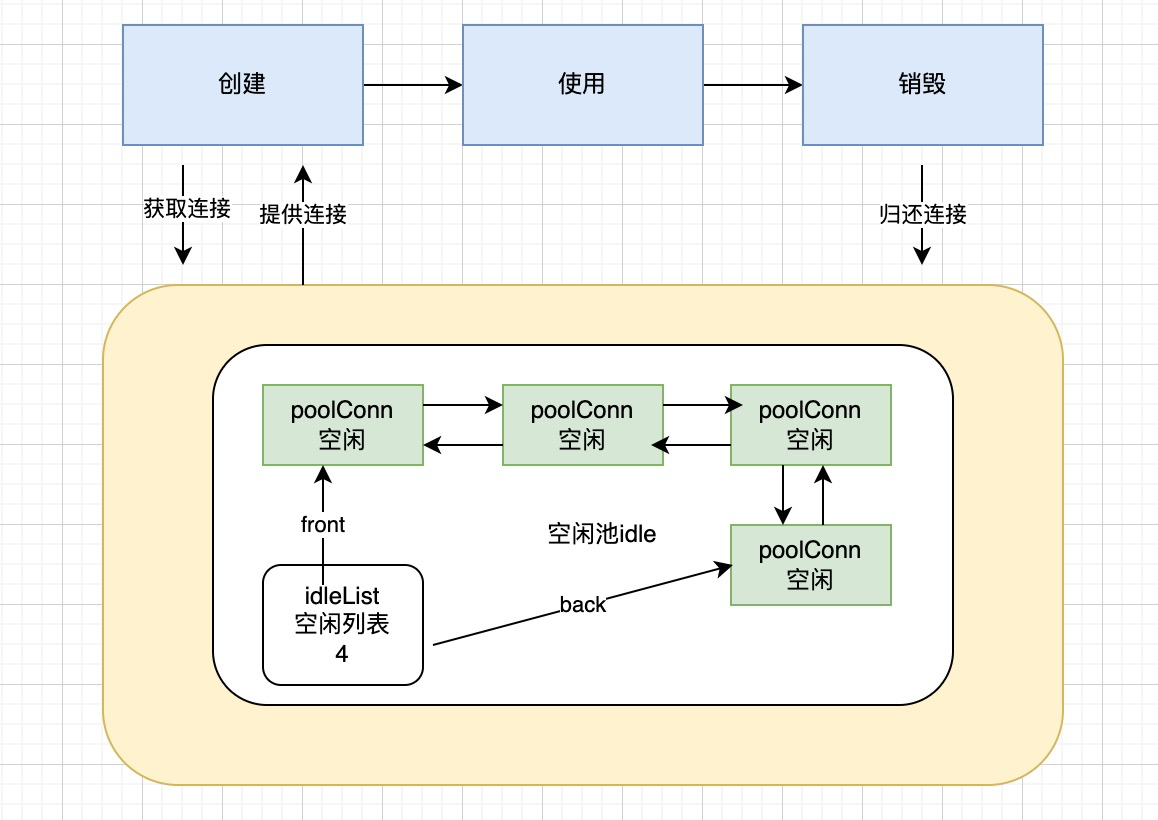 创建
使用
销毁
获取连接
提供连接
归还连接
poolConn
空闲
poolConn
空闲
poolConn
空闲
front
空闲池idle
poolConn
空闲
idleList
空闲列表
4
back